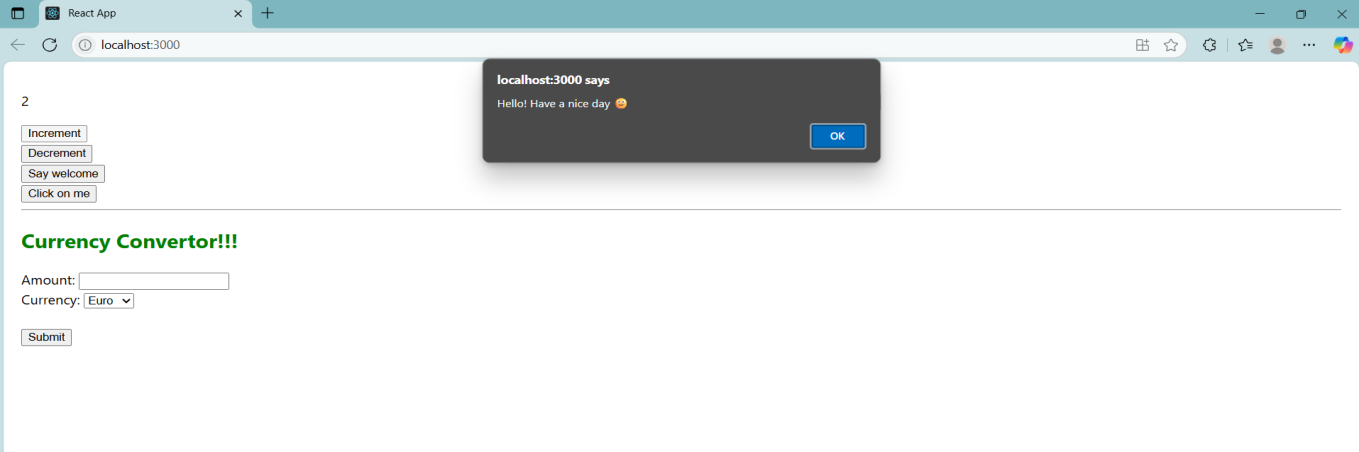 React App
localhost:3000
localhost:3000 says
Hello! Have a nice day 😀
OK
2
Increment
Decrement
Say welcome
Click on me
Currency Convertor!!!
Amount:
Currency: Euro
Submit